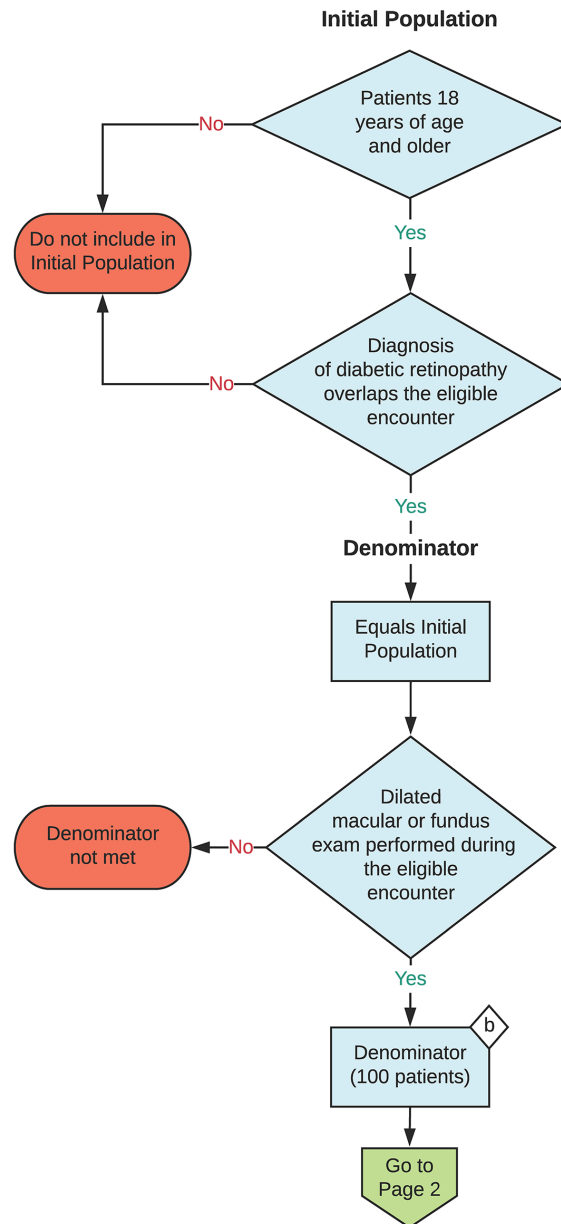 Initial Population
Patients 18
years of age
and older
No
Yes
Do not include in
Initial Population
Diagnosis
of diabetic retinopathy
overlaps the eligible
encounter
No
Yes
Denominator
Equals Initial
Population
Dilated
macular or fundus
exam performed during
the eligible
encounter
No
Denominator
not met
Yes
b
Denominator
(100 patients)
Go to
Page 2